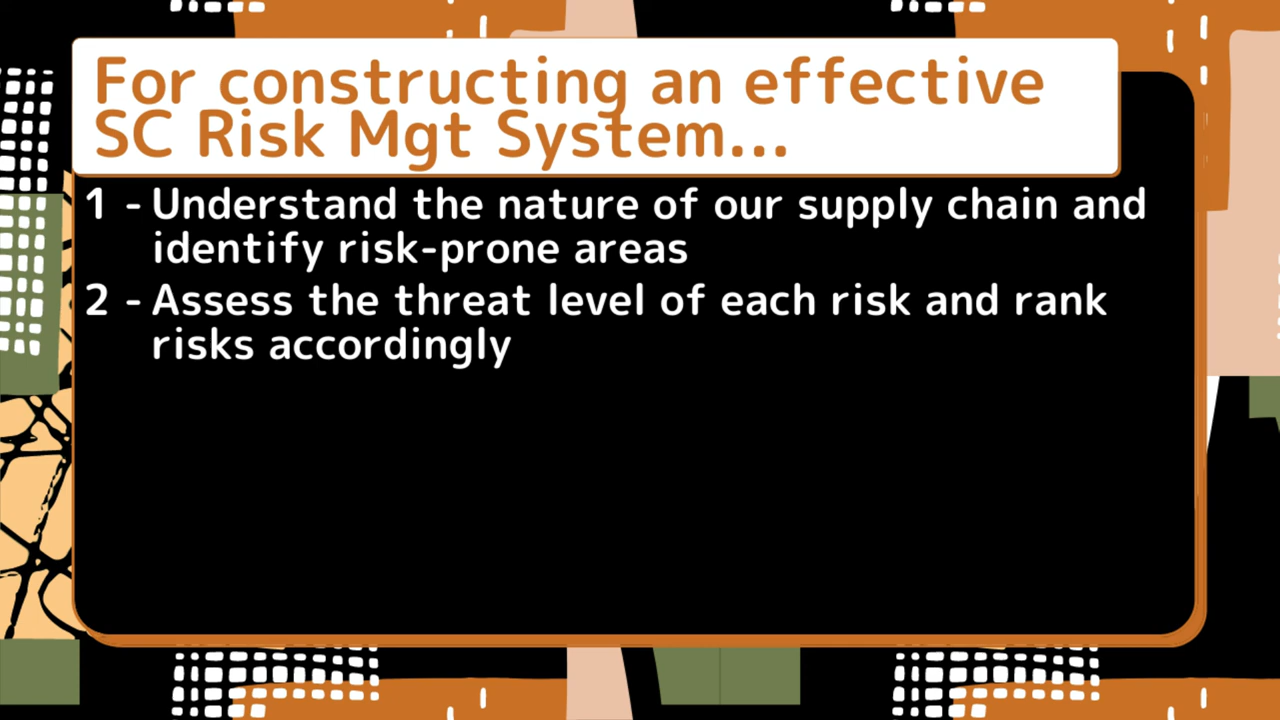 For constructing an effective
SC Risk Mgt System...
1 - Understand the nature of our supply chain and
identify risk-prone areas
2 - Assess the threat level of each risk and rank
risks accordingly